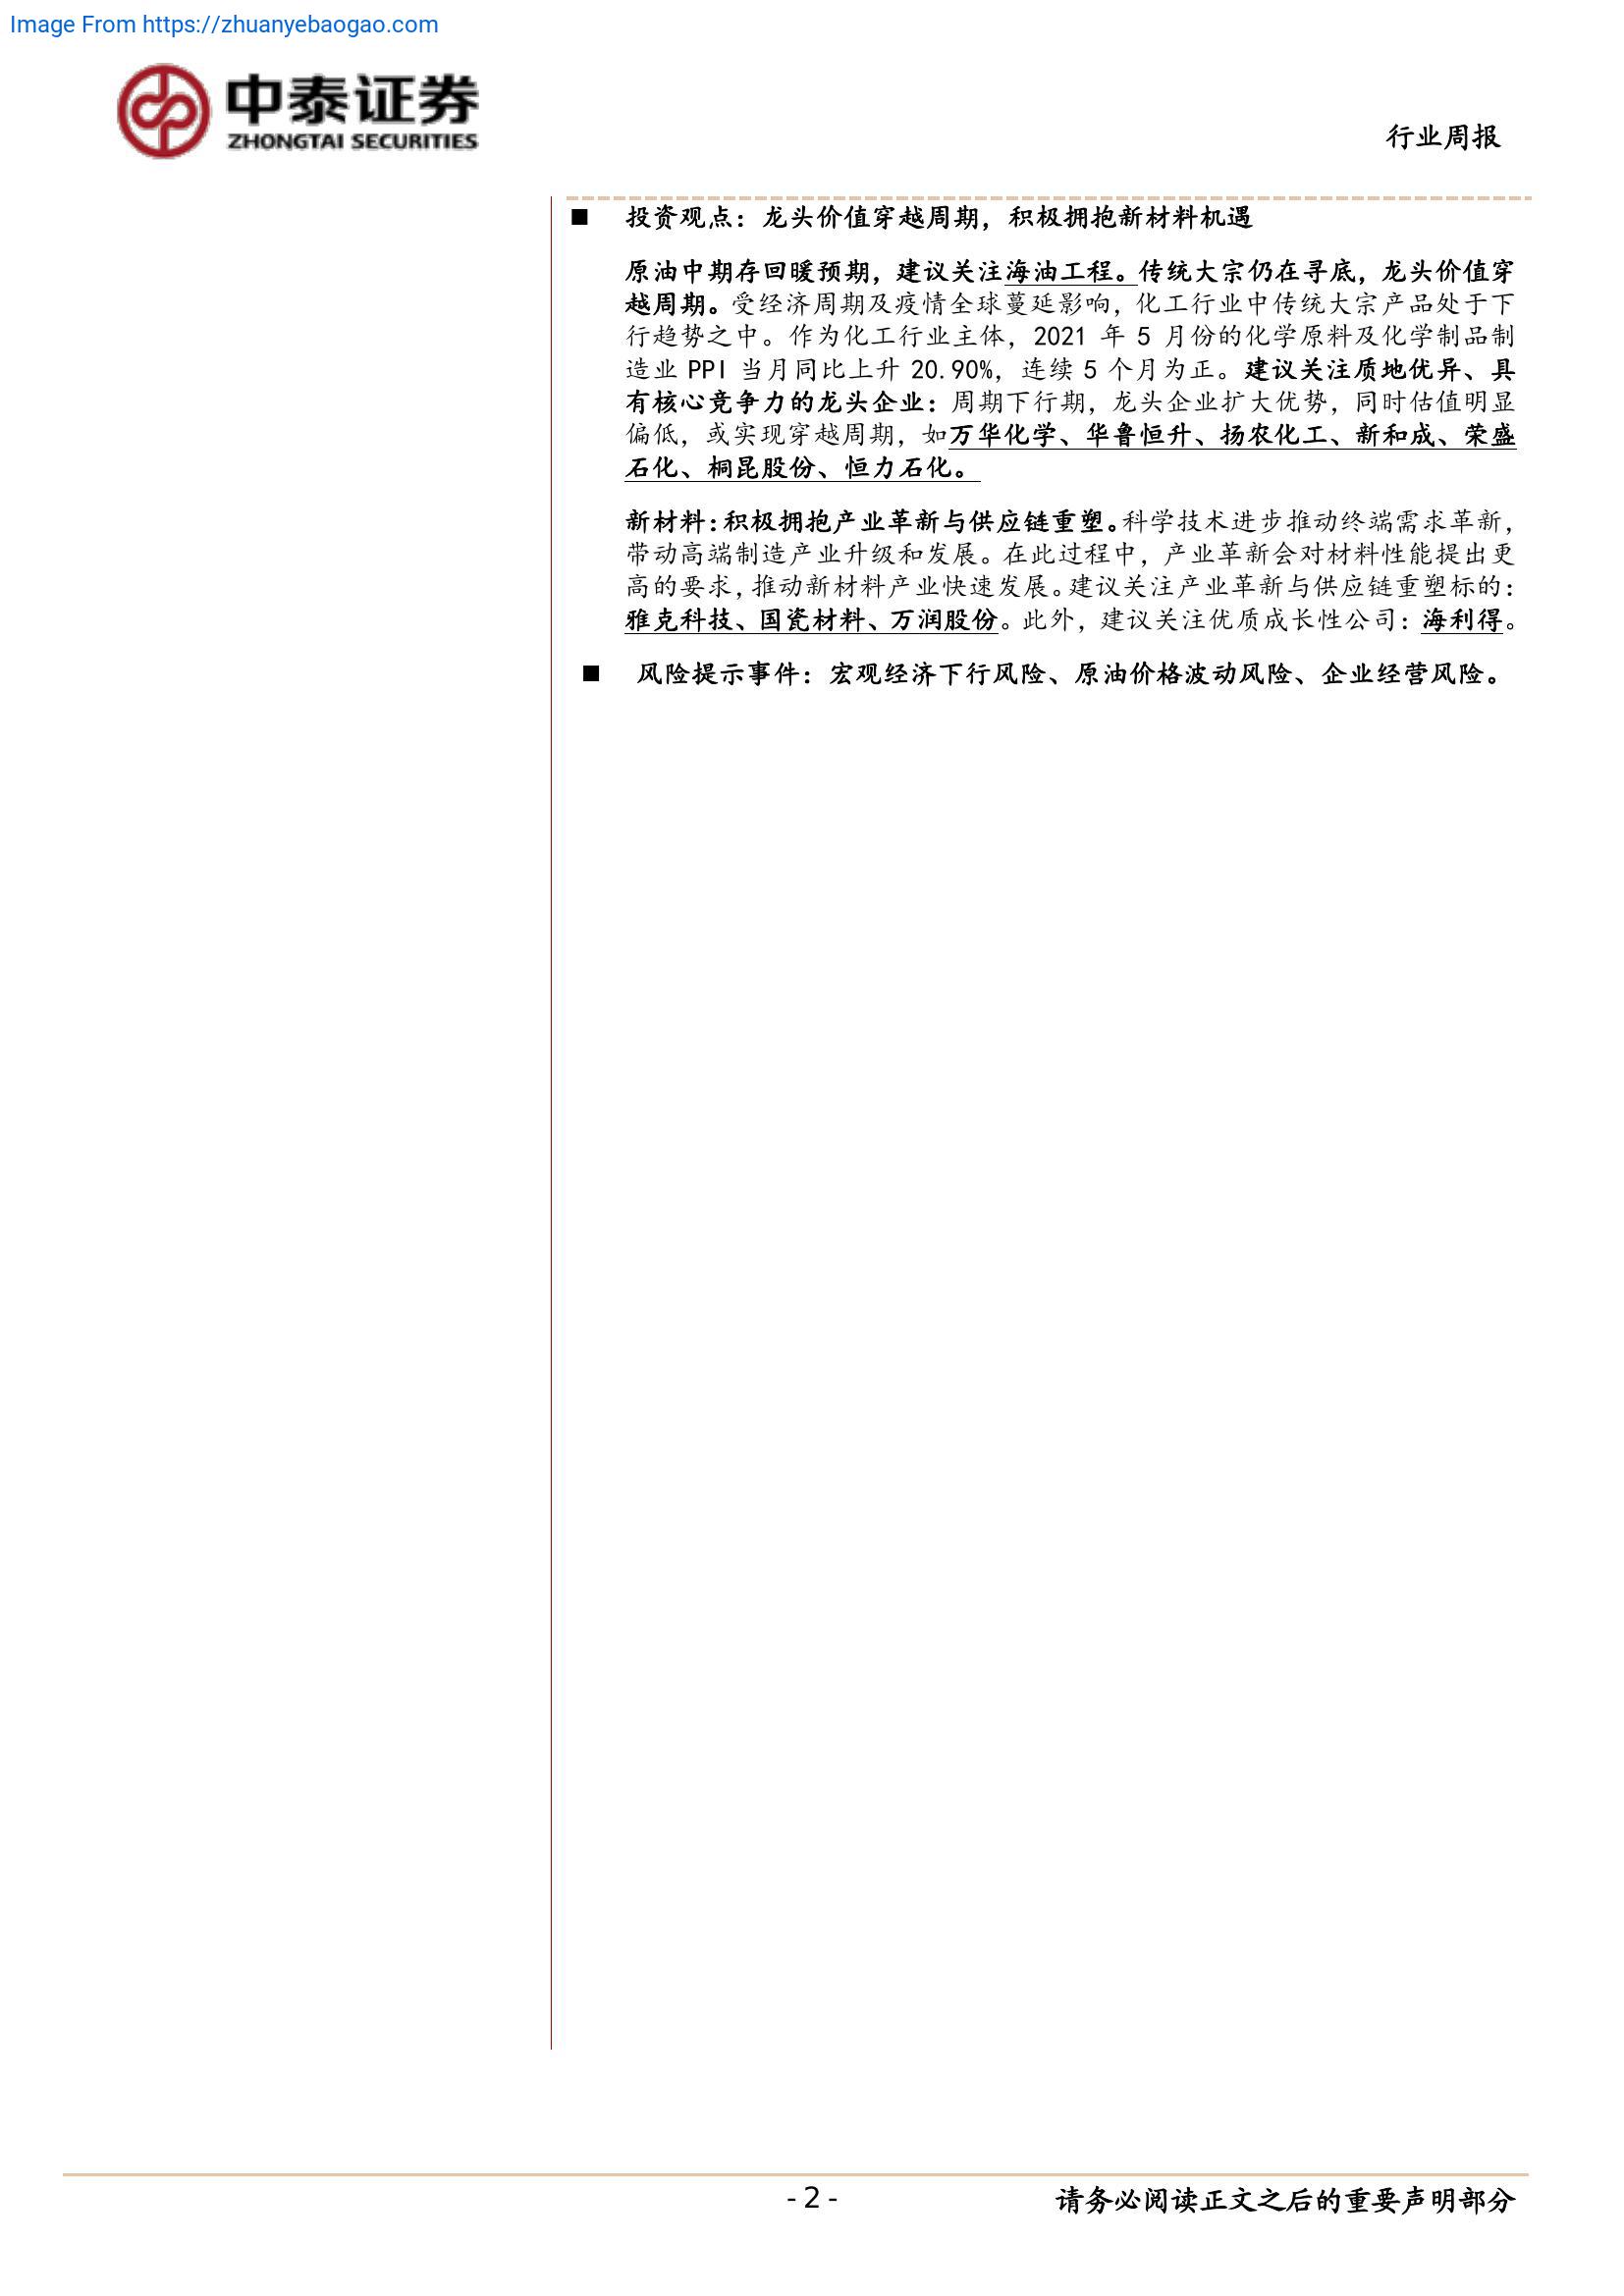 Image From https://zhuanyebaogao.com
中泰证券
ZHONGTAI SECURITIES
行业周报
■ 投资观点：龙头价值穿越周期，积极拥抱新材料机遇
原油中期存回暖预期，建议关注海油工程。传统大宗仍在寻底，龙头价值穿
越周期。受经济周期及疫情全球蔓延影响，化工行业中传统大宗产品处于下
行趋势之中。作为化工行业主体，2021 年 5 月份的化学原料及化学制品制
造业 PPI 当月同比上升 20.90%，连续 5 个月为正。建议关注质地优异、具
有核心竞争力的龙头企业：周期下行期，龙头企业扩大优势，同时估值明显
偏低，或实现穿越周期，如万华化学、华鲁恒升、扬农化工、新和成、荣盛
石化、桐昆股份、恒力石化。
新材料：积极拥抱产业革新与供应链重塑。科学技术进步推动终端需求革新，
带动高端制造产业升级和发展。在此过程中，产业革新会对材料性能提出更
高的要求，推动新材料产业快速发展。建议关注产业革新与供应链重塑标的：
雅克科技、国瓷材料、万润股份。此外，建议关注优质成长性公司：海利得。
■ 风险提示事件：宏观经济下行风险、原油价格波动风险、企业经营风险。
- 2 -
请务必阅读正文之后的重要声明部分